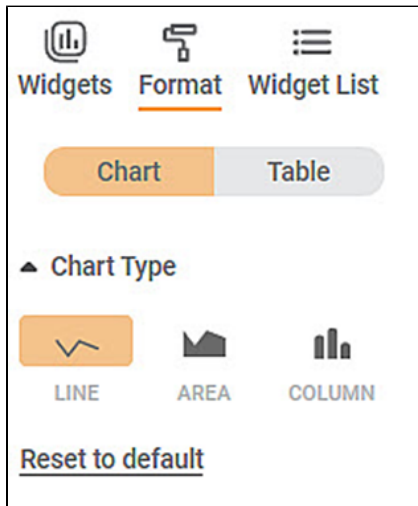 Widgets Format Widget List
Chart Table
Chart Type
LINE AREA COLUMN
Reset to default